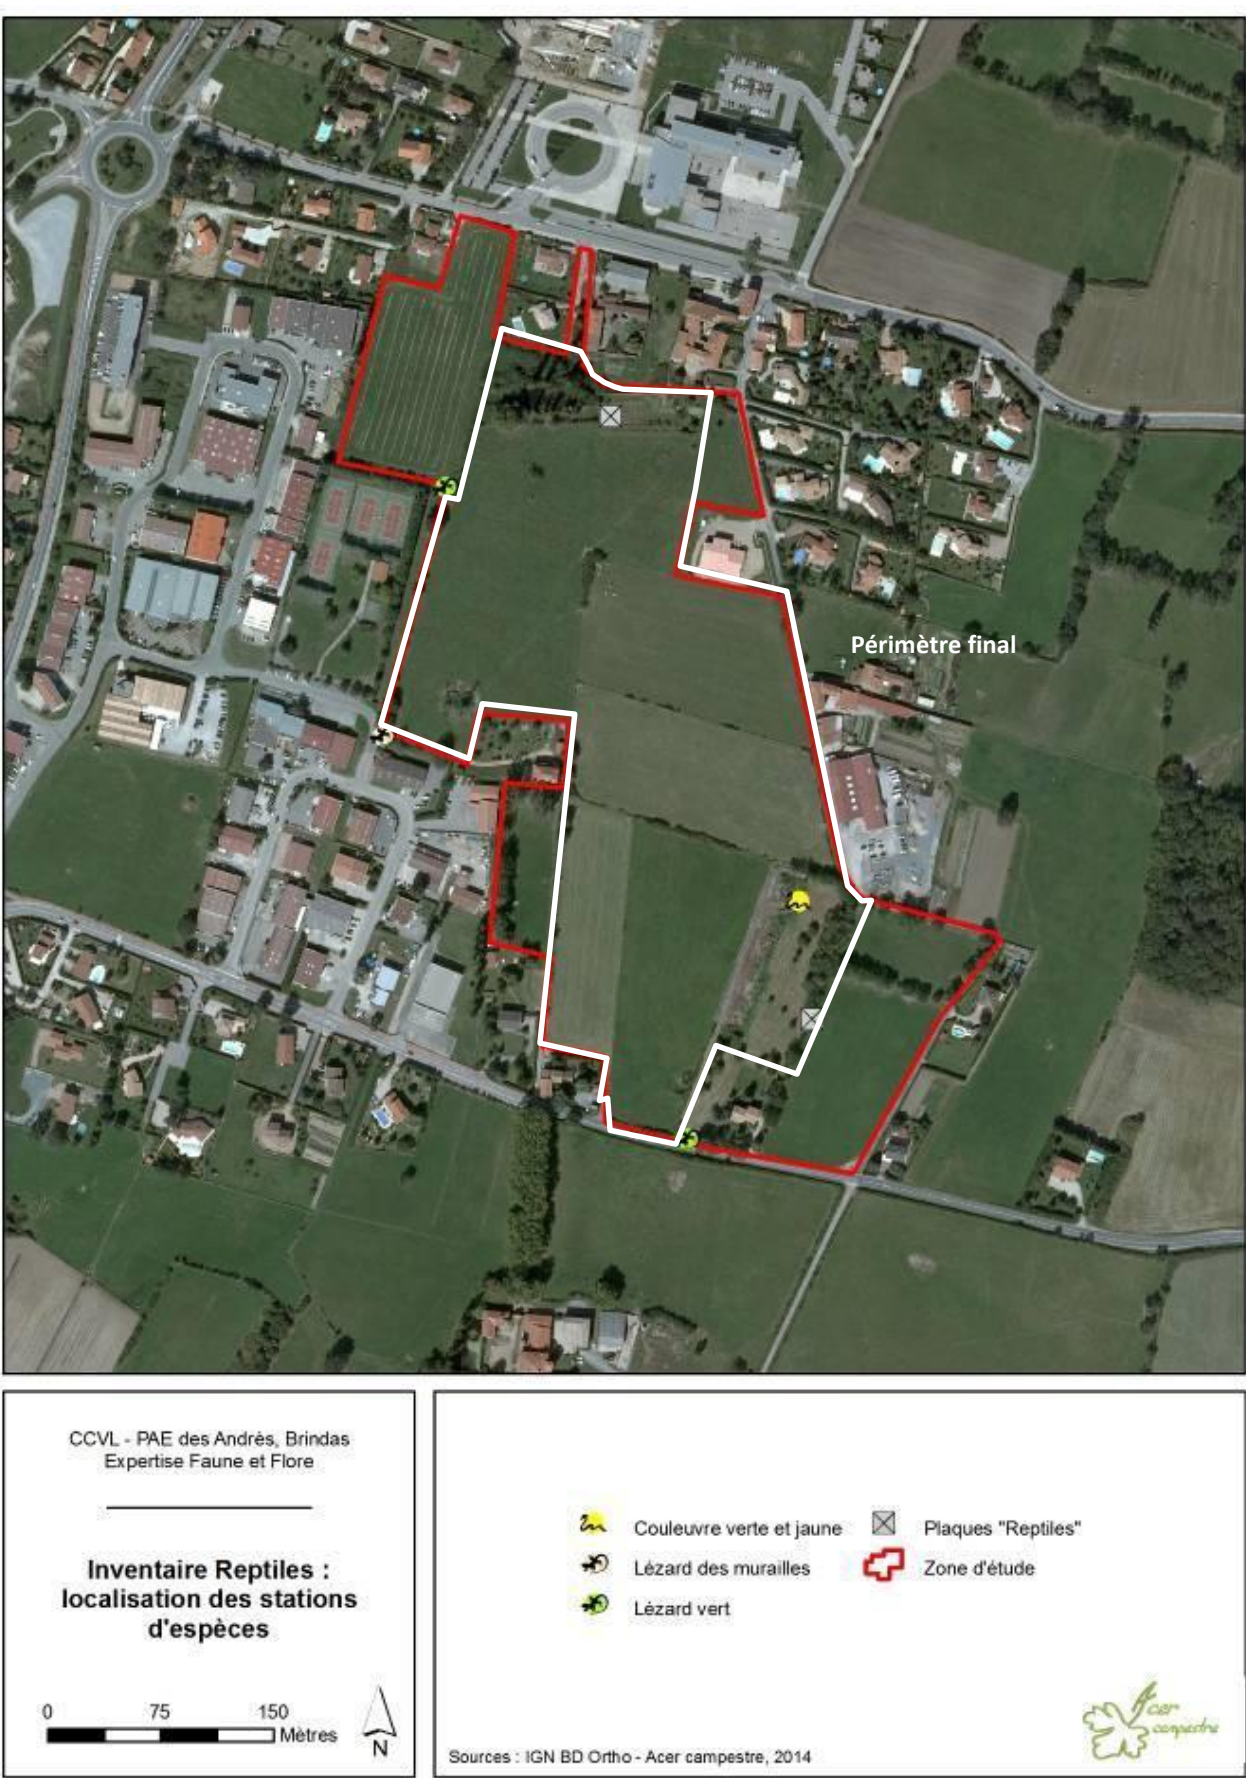 Périmètre final
CCVL - PAE des Andrès, Brindas
Expertise Faune et Flore
Inventaire Reptiles :
localisation des stations
d'espèces
0 75 150
Mètres
N
Couleuvre verte et jaune
Lézard des murailles
Lézard vert
Plaques "Reptiles"
Zone d'étude
Sources : IGN BD Ortho - Acer campestre, 2014
Acer
campestre